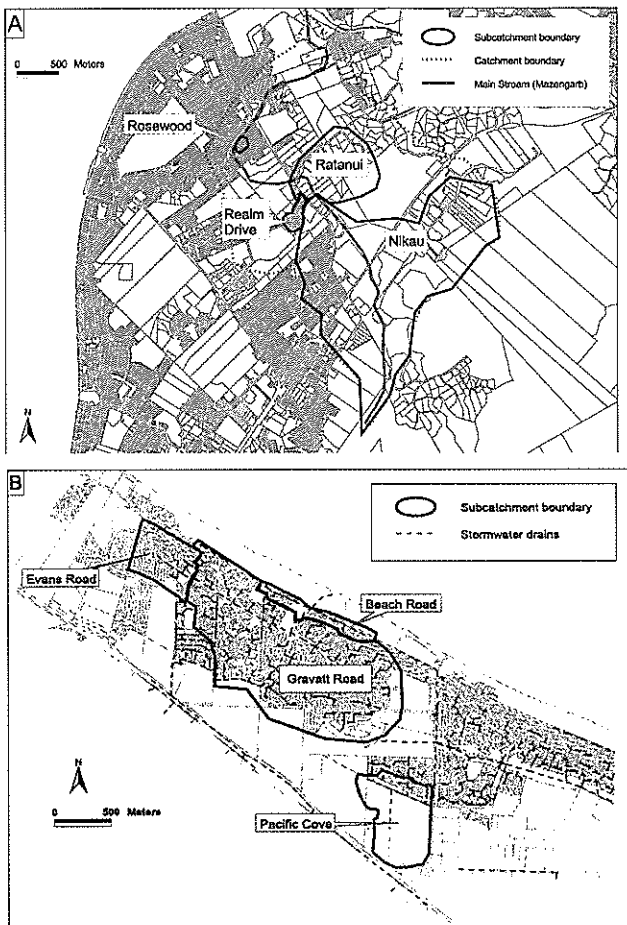 A
0 500 Meters
Subcatchment boundary
Catchment boundary
Main Stream (Mazengarb)
Rosewood
Ratanui
Realm
Drive
Nikau
N
B
Subcatchment boundary
Stormwater drains
Evans Road
Beach Road
Gravatt Road
N
0 500 Meters
Pacific Cove